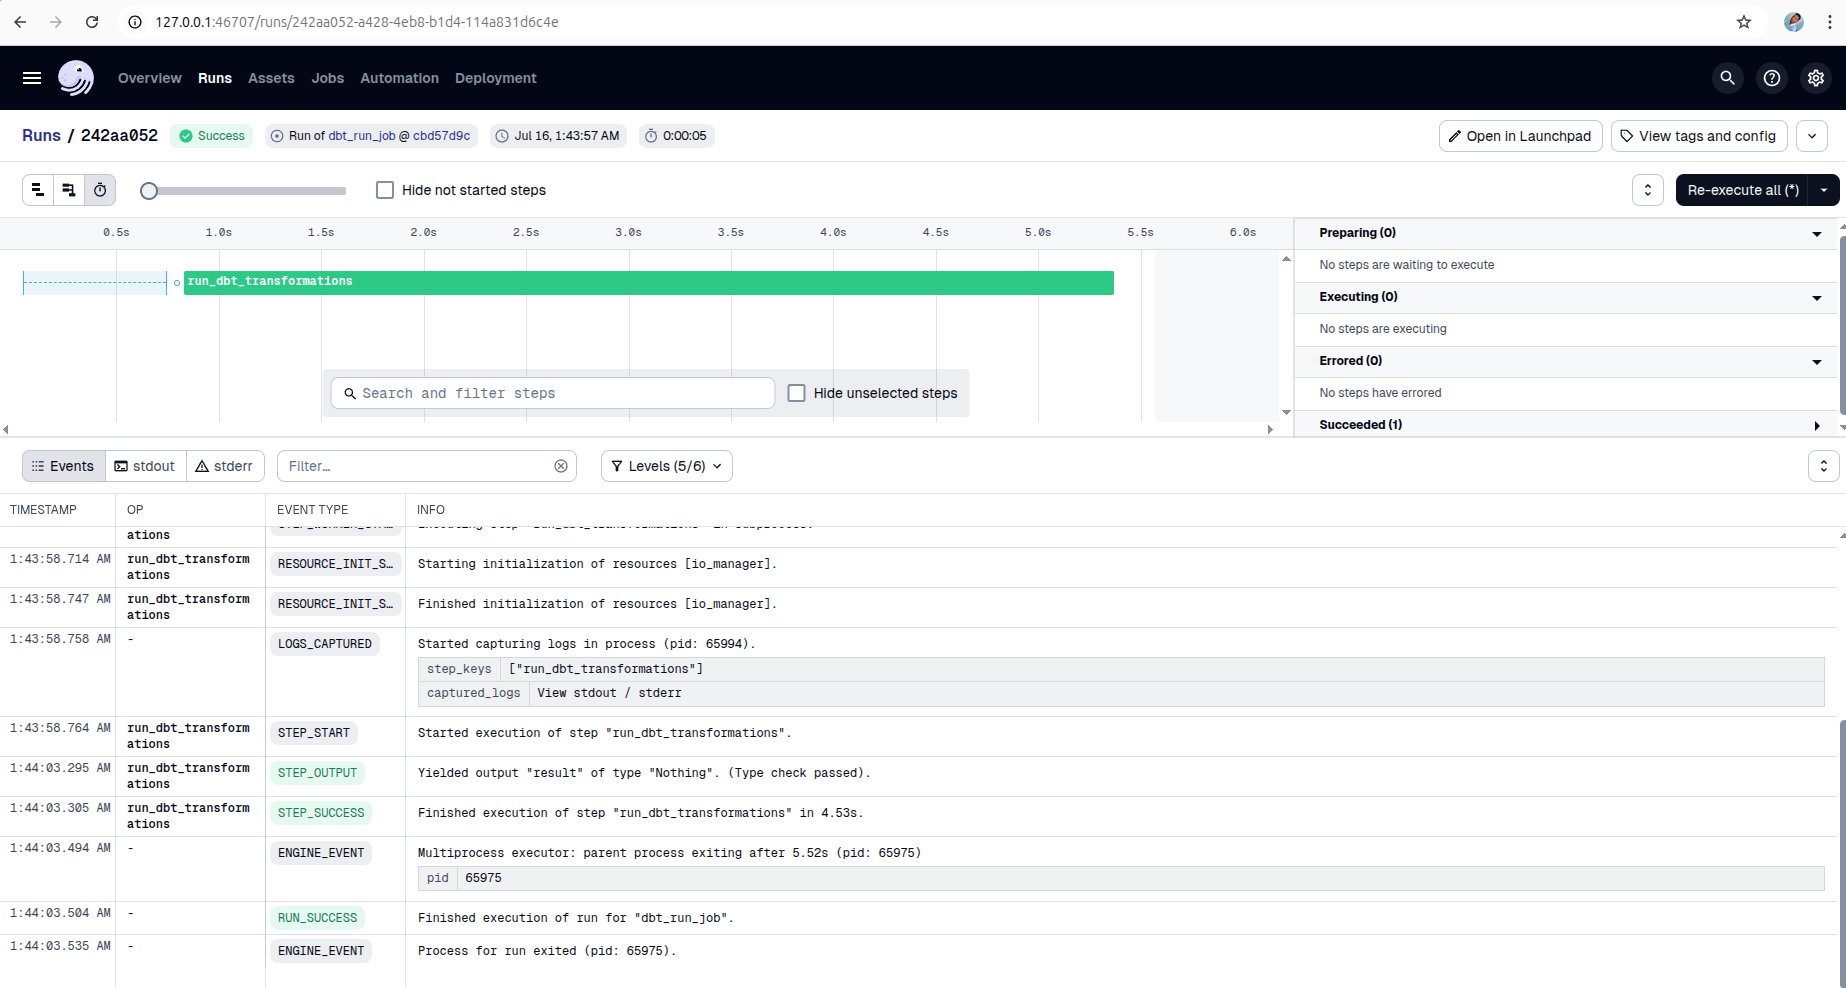 127.0.0.1:46707/runs/242aa052-a428-4eb8-b1d4-114a831d6c4e
Overview Runs Assets Jobs Automation Deployment
Runs / 242aa052 Success Run of dbt_run_job @ cbd57d9c Jul 16, 1:43:57 AM 0:00:05 Open in Launchpad View tags and config
Hide not started steps Re-execute all (*)
0.5s 1.0s 1.5s 2.0s 2.5s 3.0s 3.5s 4.0s 4.5s 5.0s 5.5s 6.0s
run_dbt_transformations
Search and filter steps Hide unselected steps
Preparing (0)
No steps are waiting to execute
Executing (0)
No steps are executing
Errored (0)
No steps have errored
Succeeded (1)
Events stdout stderr Filter... Levels (5/6)
TIMESTAMP OP EVENT TYPE INFO
ations
1:43:58.714 AM run_dbt_transform RESOURCE_INIT_S… Starting initialization of resources [io_manager].
ations
1:43:58.747 AM run_dbt_transform RESOURCE_INIT_S… Finished initialization of resources [io_manager].
ations
1:43:58.758 AM - LOGS_CAPTURED Started capturing logs in process (pid: 65994).
step_keys ["run_dbt_transformations"]
captured_logs View stdout / stderr
1:43:58.764 AM run_dbt_transform STEP_START Started execution of step "run_dbt_transformations".
ations
1:44:03.295 AM run_dbt_transform STEP_OUTPUT Yielded output "result" of type "Nothing". (Type check passed).
ations
1:44:03.305 AM run_dbt_transform STEP_SUCCESS Finished execution of step "run_dbt_transformations" in 4.53s.
ations
1:44:03.494 AM - ENGINE_EVENT Multiprocess executor: parent process exiting after 5.52s (pid: 65975)
pid 65975
1:44:03.504 AM - RUN_SUCCESS Finished execution of run for "dbt_run_job".
1:44:03.535 AM - ENGINE_EVENT Process for run exited (pid: 65975).